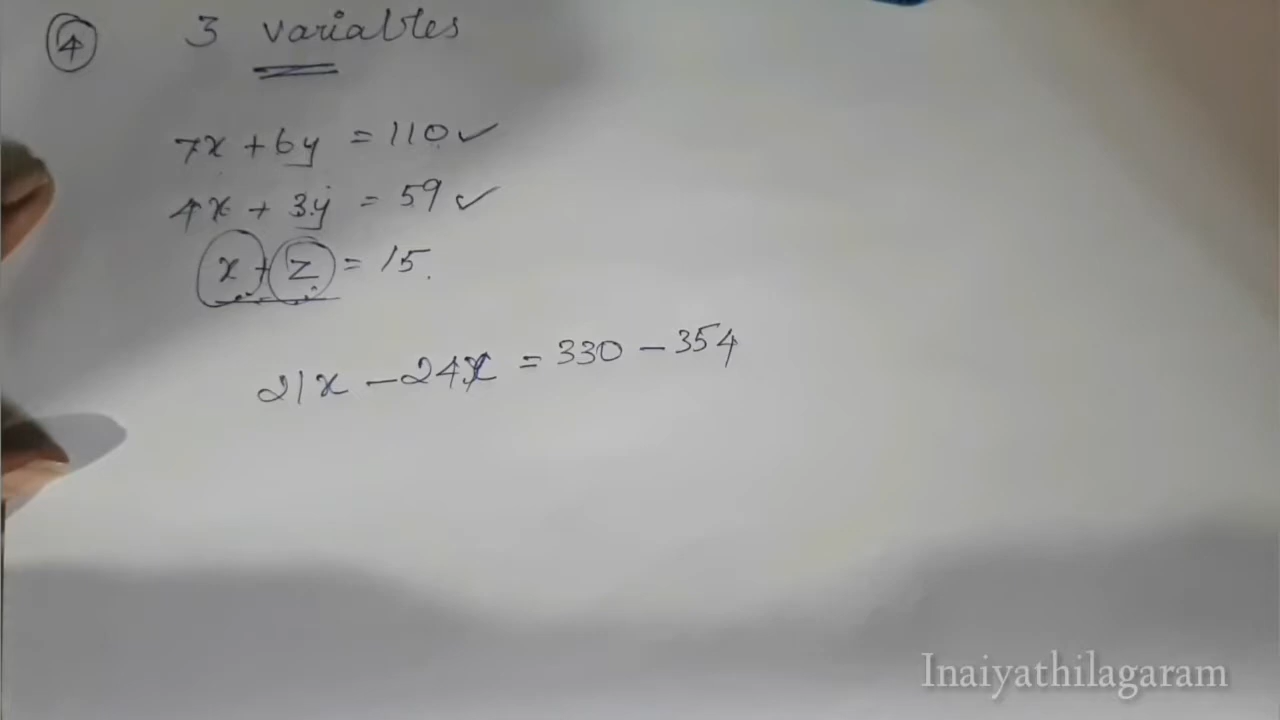 4 3 variables
7x + 6y = 110 ✓
4x + 3y = 59 ✓
x + z = 15.
21x - 24x = 330 - 354
Inaiyathilagaram